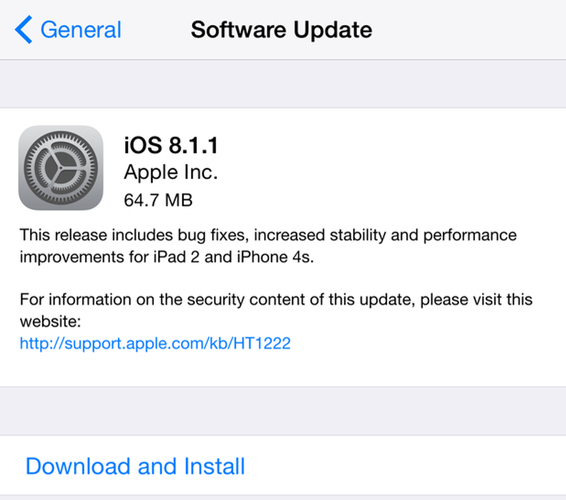 General
Software Update
iOS 8.1.1
Apple Inc.
64.7 MB
This release includes bug fixes, increased stability and performance
improvements for iPad 2 and iPhone 4s.
For information on the security content of this update, please visit this
website:
http://support.apple.com/kb/HT1222
Download and Install